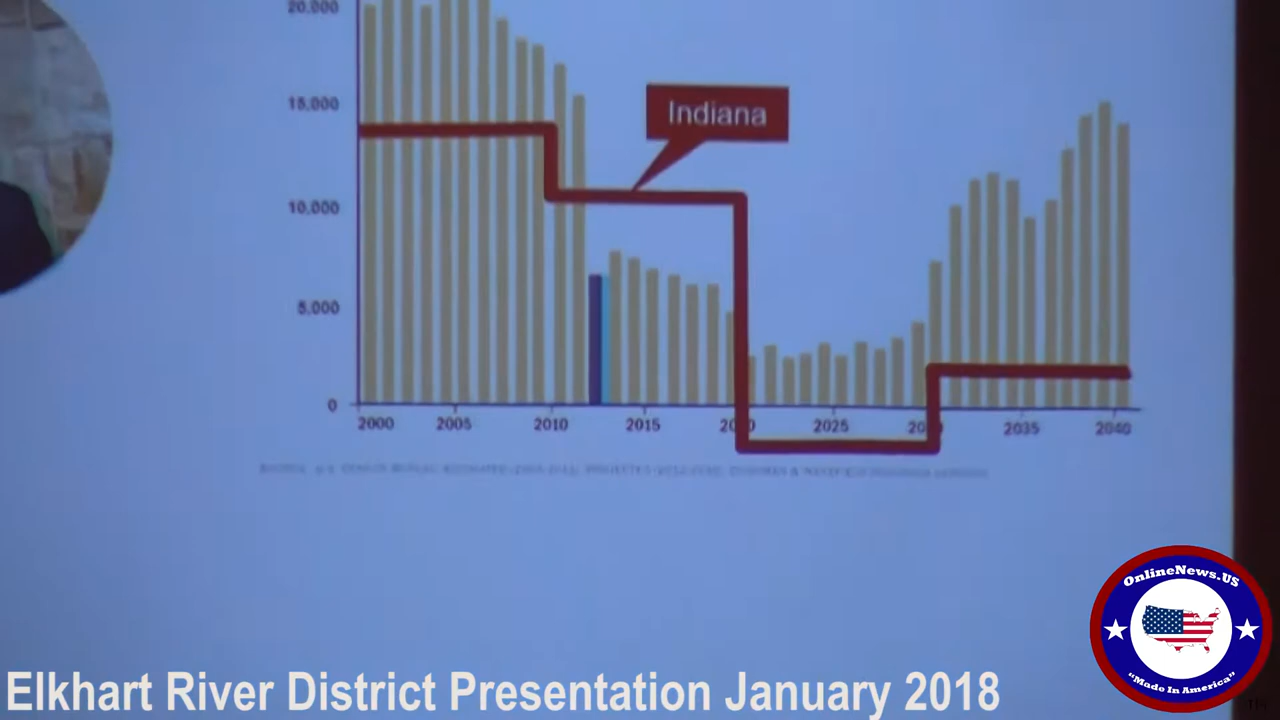 20,000
15,000
Indiana
10,000
5,000
0
2000 2005 2010 2015 2025 2035 2040
OnlineNews.US
"Made In America"
Elkhart River District Presentation January 2018